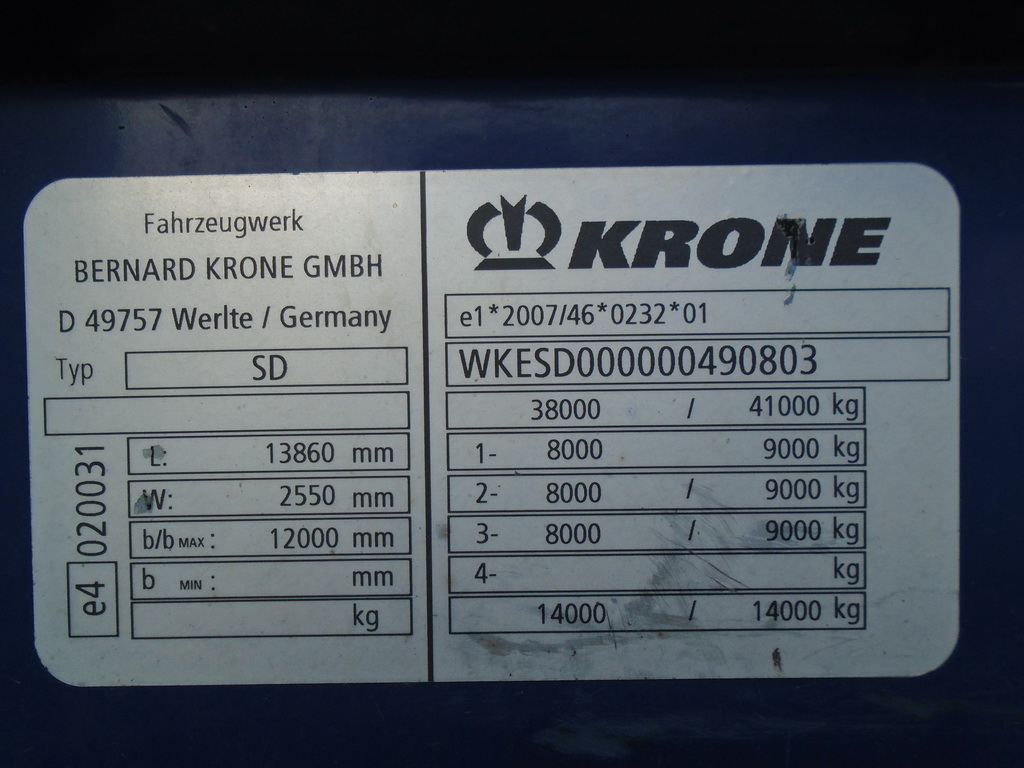 Fahrzeugwerk
BERNARD KRONE GMBH
D 49757 Werlte / Germany
Typ SD
L: 13860 mm
W: 2550 mm
b/b MAX : 12000 mm
b MIN : mm
kg
e4 020031
KRONE
e1*2007/46*0232*01
WKESD000000490803
38000 / 41000 kg
1- 8000 9000 kg
2- 8000 / 9000 kg
3- 8000 / 9000 kg
4- kg
14000 / 14000 kg